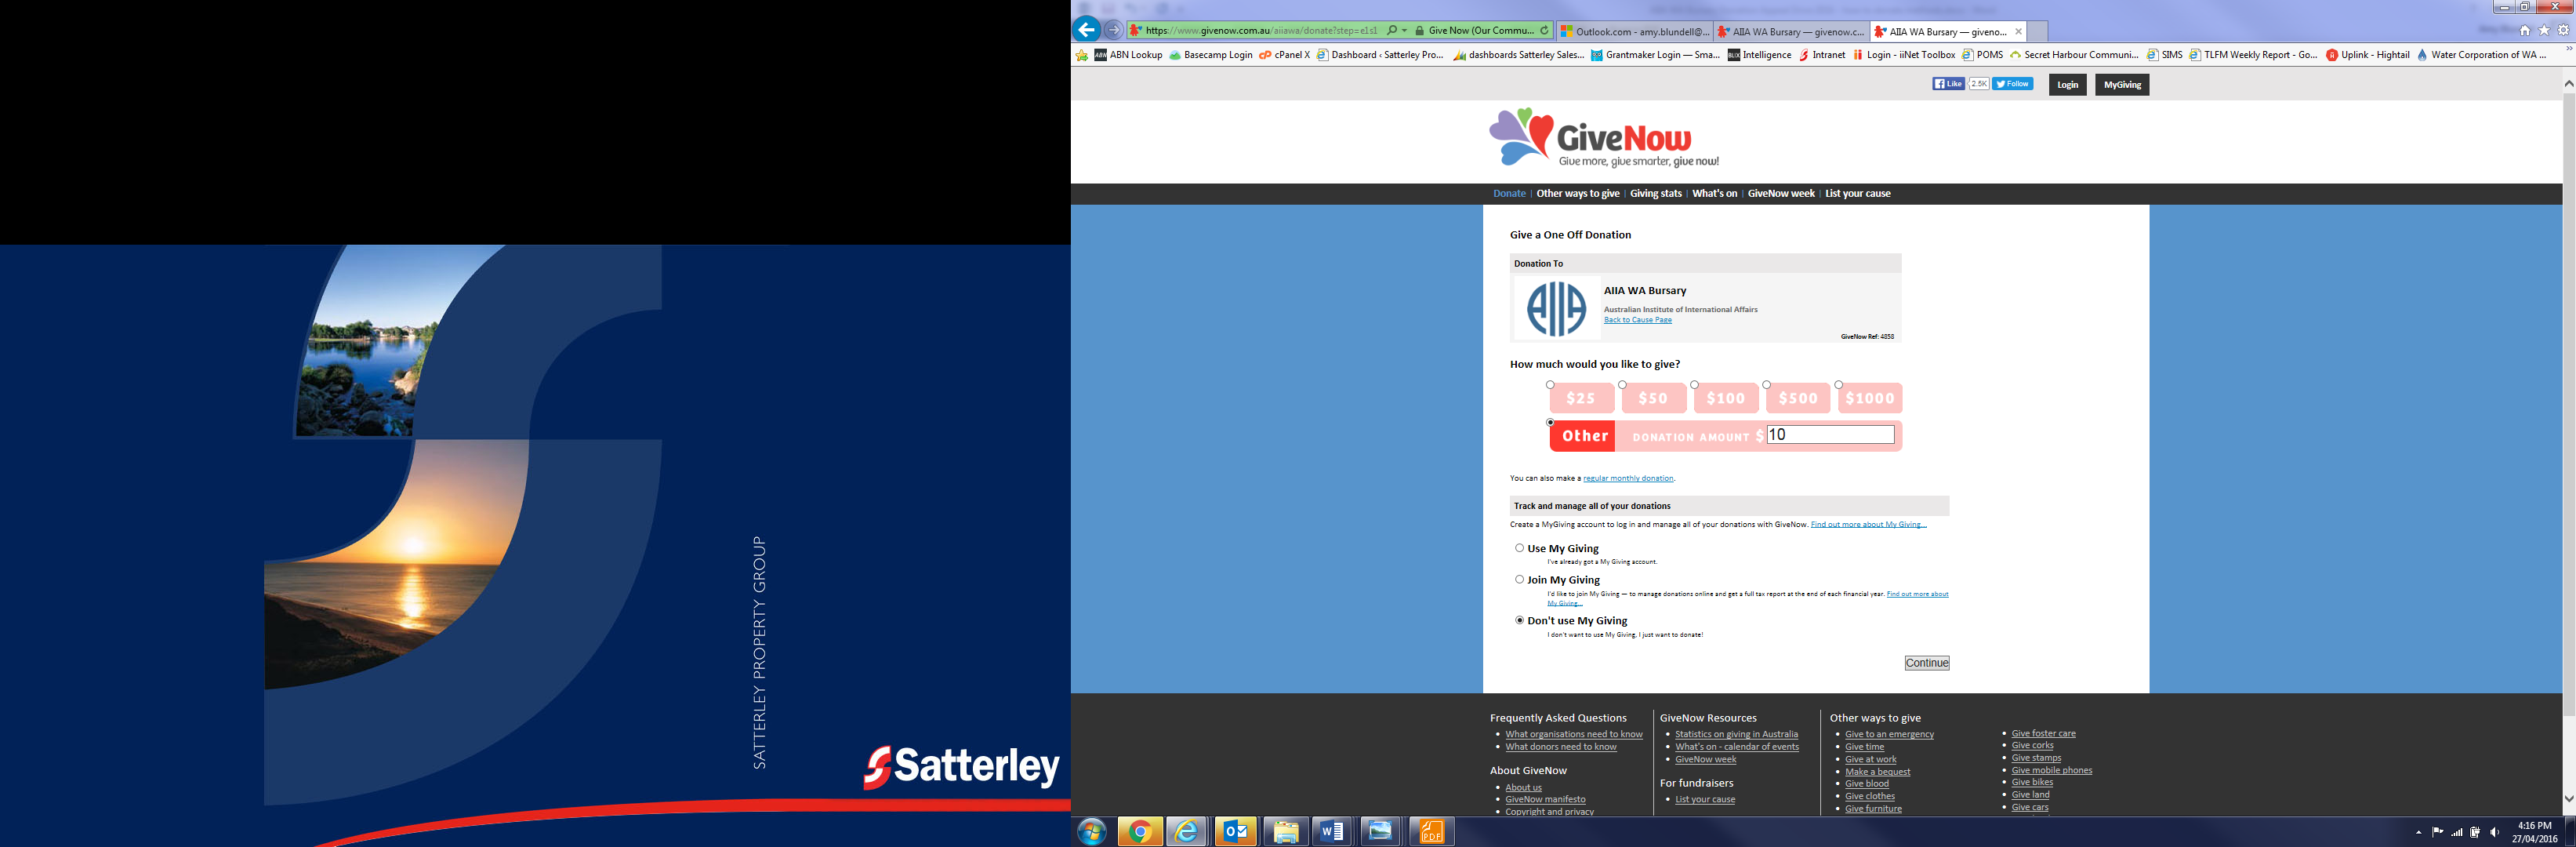 SATTERLEY PROPERTY GROUP
Satterley
https://www.givenow.com.au/aiiawa/donate?step=e1s1
Give Now (Our Commu...
Outlook.com - amy.blundell@...
AIIA WA Bursary — givenow.c...
AIIA WA Bursary — giveno...
ABN Lookup
Basecamp Login
cPanel X
Dashboard ‹ Satterley Pro...
dashboards Satterley Sales...
Grantmaker Login — Sma...
Intelligence
Intranet
Login - iiNet Toolbox
POMS
Secret Harbour Communi...
SIMS
TLFM Weekly Report - Go...
Uplink - Hightail
Water Corporation of WA ...
Like
2.5K
Follow
Login
MyGiving
GiveNow
Give more, give smarter, give now!
Donate | Other ways to give | Giving stats | What's on | GiveNow week | List your cause
Give a One Off Donation
Donation To
AIIA
AIIA WA Bursary
Australian Institute of International Affairs
Back to Cause Page
GiveNow Ref: 4858
How much would you like to give?
$25
$50
$100
$500
$1000
Other
DONATION AMOUNT $
10
You can also make a regular monthly donation.
Track and manage all of your donations
Create a MyGiving account to log in and manage all of your donations with GiveNow. Find out more about My Giving...
Use My Giving
I've already got a My Giving account.
Join My Giving
I'd like to join My Giving — to manage donations online and get a full tax report at the end of each financial year. Find out more about
My Giving...
Don't use My Giving
I don't want to use My Giving, I just want to donate!
Continue
Frequently Asked Questions
What organisations need to know
What donors need to know
About GiveNow
About us
GiveNow manifesto
Copyright and privacy
GiveNow Resources
Statistics on giving in Australia
What's on - calendar of events
GiveNow week
For fundraisers
List your cause
Other ways to give
Give to an emergency
Give time
Give at work
Make a bequest
Give blood
Give clothes
Give furniture
Give foster care
Give corks
Give stamps
Give mobile phones
Give bikes
Give land
Give cars
PDF
4:16 PM
27/04/2016